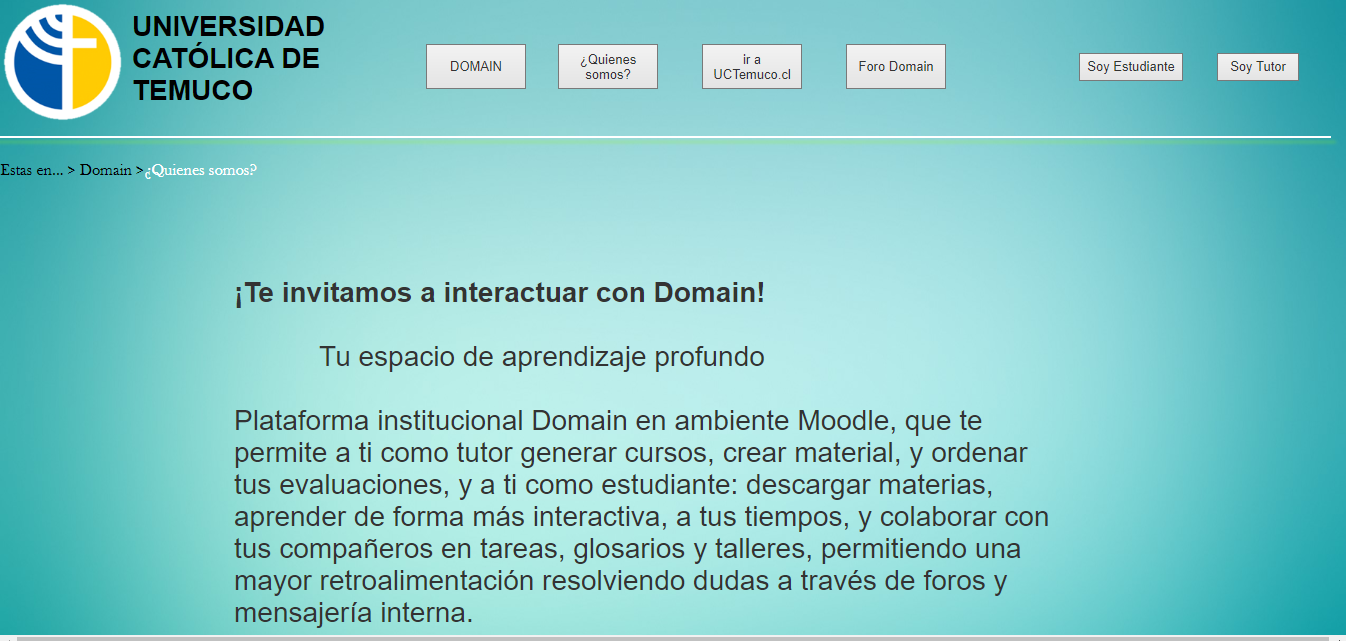 UNIVERSIDAD
CATÓLICA DE
TEMUCO
DOMAIN
¿Quienes
somos?
ir a
UCTemuco.cl
Foro Domain
Soy Estudiante
Soy Tutor
Estas en... > Domain >¿Quienes somos?
¡Te invitamos a interactuar con Domain!
Tu espacio de aprendizaje profundo
Plataforma institucional Domain en ambiente Moodle, que te
permite a ti como tutor generar cursos, crear material, y ordenar
tus evaluaciones, y a ti como estudiante: descargar materias,
aprender de forma más interactiva, a tus tiempos, y colaborar con
tus compañeros en tareas, glosarios y talleres, permitiendo una
mayor retroalimentación resolviendo dudas a través de foros y
mensajería interna.